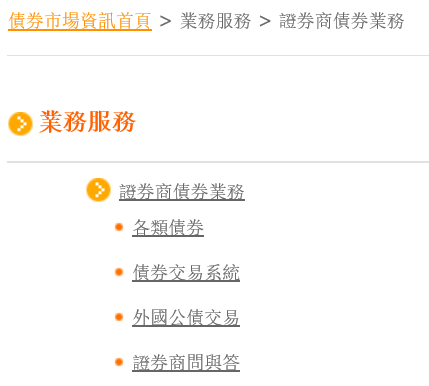 債券市場資訊首頁 > 業務服務 > 證券商債券業務
業務服務
證券商債券業務
各類債券
債券交易系統
外國公債交易
證券商問與答